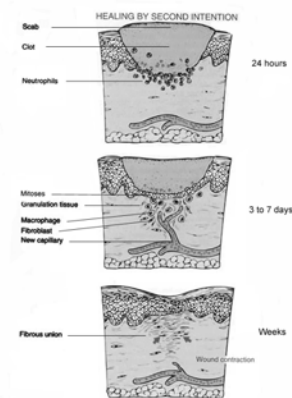 HEALING BY SECOND INTENTION
Scab
Clot
Neutrophils
24 hours
Mitoses
Granulation tissue
Macrophage
Fibroblast
New capillary
3 to 7 days
Fibrous union
Weeks
Wound contraction